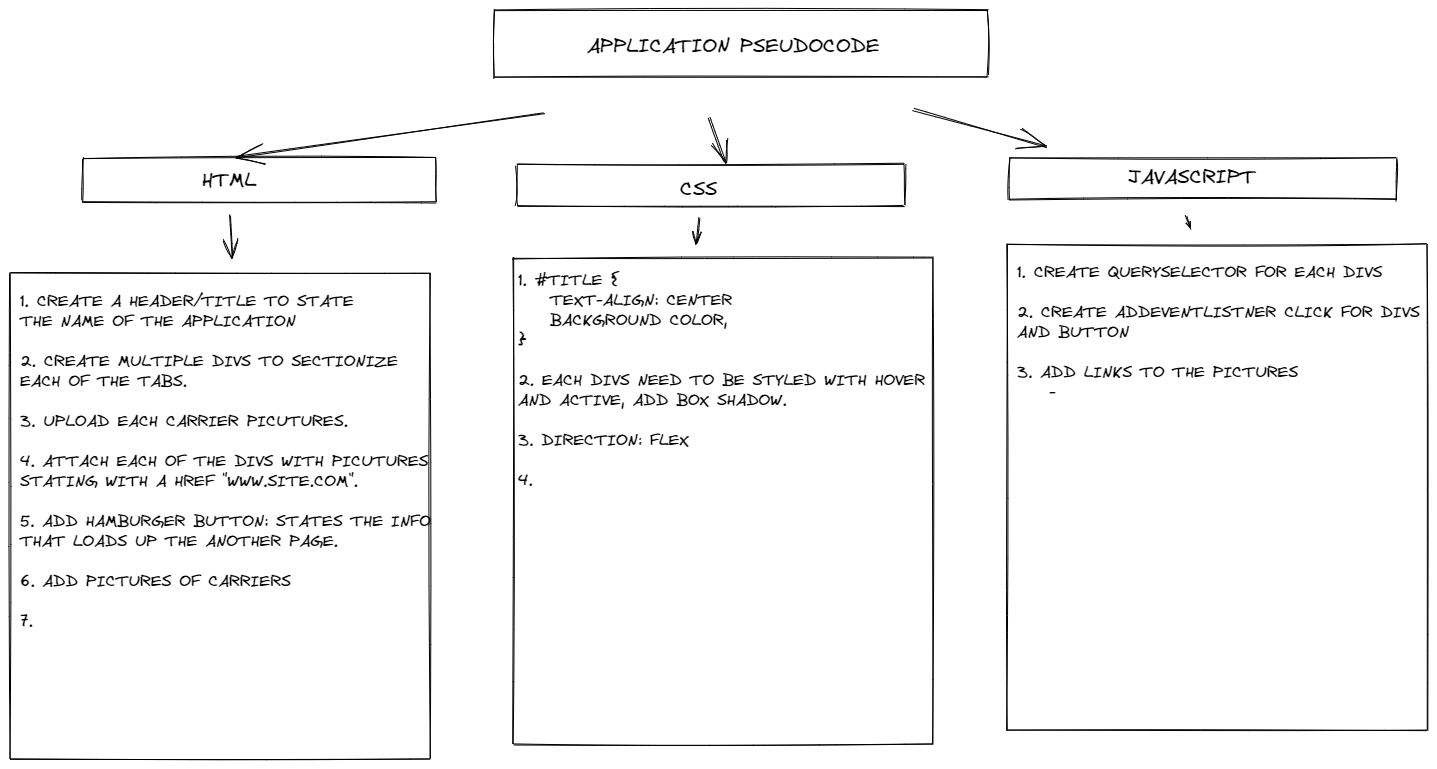 APPLICATION PSEUDOCODE
HTML
1. CREATE A HEADER/TITLE TO STATE
THE NAME OF THE APPLICATION
2. CREATE MULTIPLE DIVS TO SECTIONIZE
EACH OF THE TABS.
3. UPLOAD EACH CARRIER PICUTURES.
4. ATTACH EACH OF THE DIVS WITH PICUTURES
STATING WITH A HREF "WWW.SITE.COM".
5. ADD HAMBURGER BUTTON: STATES THE INFO
THAT LOADS UP THE ANOTHER PAGE.
6. ADD PICTURES OF CARRIERS
7.
CSS
1. #TITLE {
TEXT-ALIGN: CENTER
BACKGROUND COLOR,
}
2. EACH DIVS NEED TO BE STYLED WITH HOVER
AND ACTIVE, ADD BOX SHADOW.
3. DIRECTION: FLEX
4.
JAVASCRIPT
1. CREATE QUERYSELECTOR FOR EACH DIVS
2. CREATE ADDEVENTLISTNER CLICK FOR DIVS
AND BUTTON
3. ADD LINKS TO THE PICTURES
-